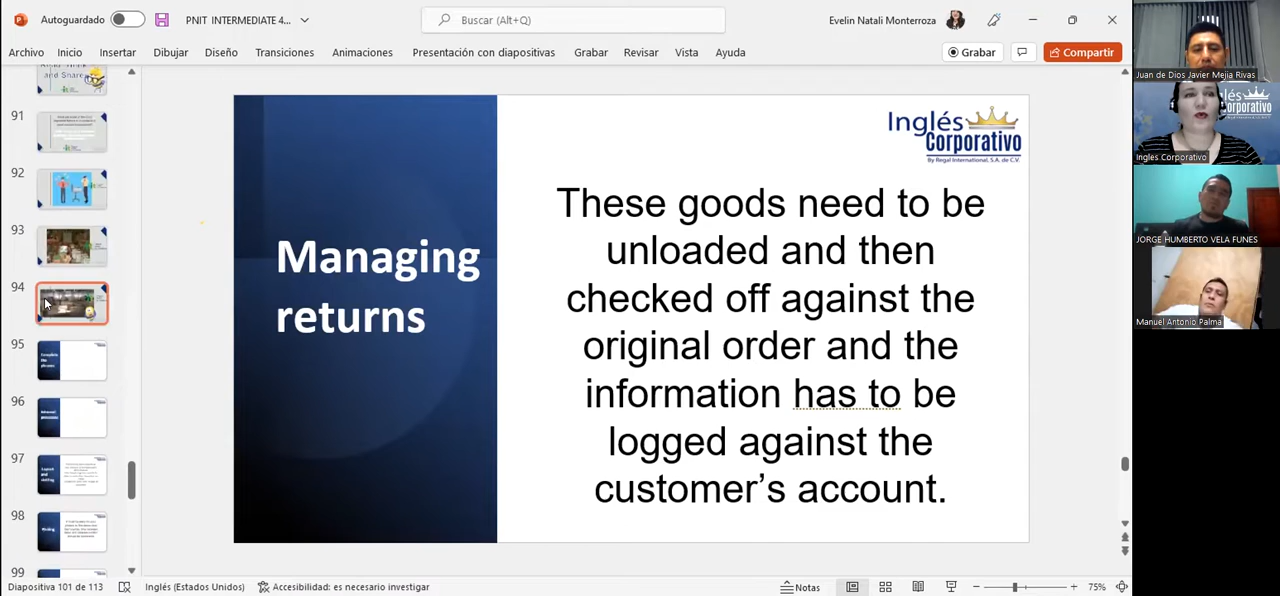 Autoguardado
PNIT INTERMEDIATE 4...
Buscar (Alt+Q)
Evelin Natali Monterroza
Archivo Inicio Insertar Dibujar Diseño Transiciones Animaciones Presentación con diapositivas Grabar Revisar Vista Ayuda
Grabar
Compartir
and Share
91
92
93
94
95
96
97
98
99
Managing
returns
Inglés
Corporativo
By Regal International, S.A. de C.V.
These goods need to be
unloaded and then
checked off against the
original order and the
information has to be
logged against the
customer’s account.
Juan de Dios Javier Mejia Rivas
Ingles Corporativo
JORGE HUMBERTO VELA FUNES
Manuel Antonio Palma
Diapositiva 101 de 113
Inglés (Estados Unidos)
Accesibilidad: es necesario investigar
Notas
75%